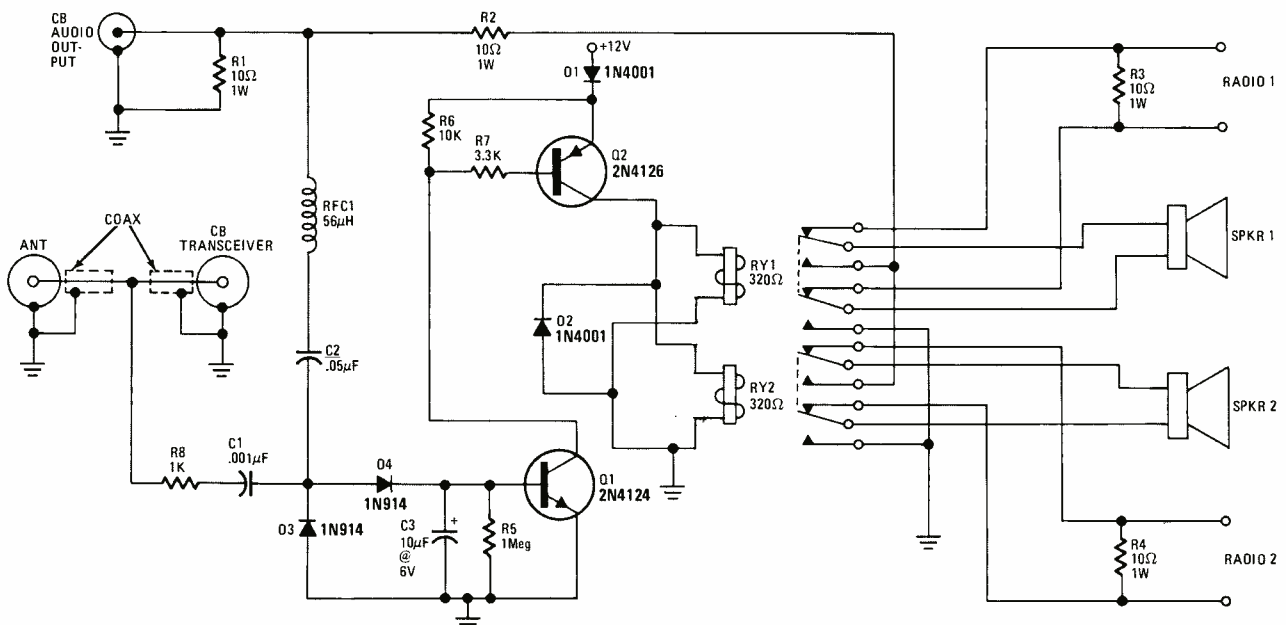 CB
AUDIO
OUT-
PUT
R1
10Ω
1W
R2
10Ω
1W
+12V
D1
1N4001
R3
10Ω
1W
RADIO 1
R6
10K
R7
3.3K
Q2
2N4126
RFC1
56µH
COAX
ANT
CB
TRANSCEIVER
RY1
320Ω
SPKR 1
D2
1N4001
C2
.05µF
RY2
320Ω
SPKR 2
R8
1K
C1
.001µF
D4
1N914
Q1
2N4124
D3
1N914
C3
10µF
@
6V
+
R5
1Meg
R4
10Ω
1W
RADIO 2